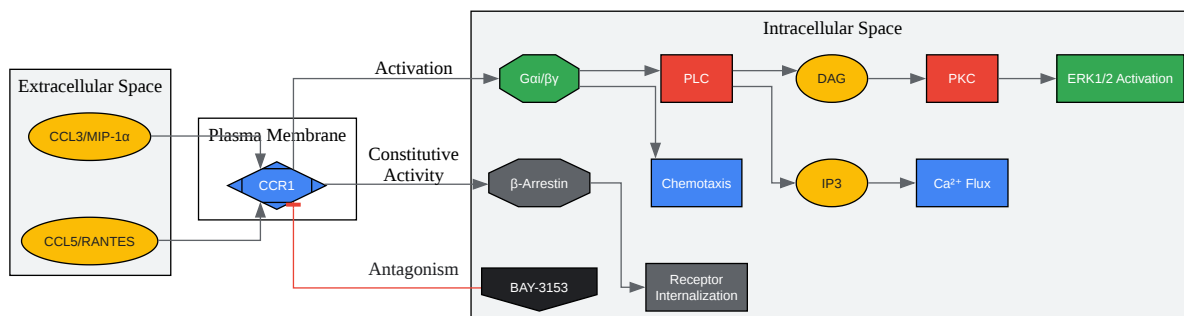 Intracellular Space
Extracellular Space
Plasma Membrane
Activation
Constitutive
Activity
Antagonism
CCL3/MIP-1α
CCL5/RANTES
CCR1
Gαi/βγ
PLC
DAG
PKC
ERK1/2 Activation
β-Arrestin
Chemotaxis
IP3
Ca²⁺ Flux
BAY-3153
Receptor
Internalization